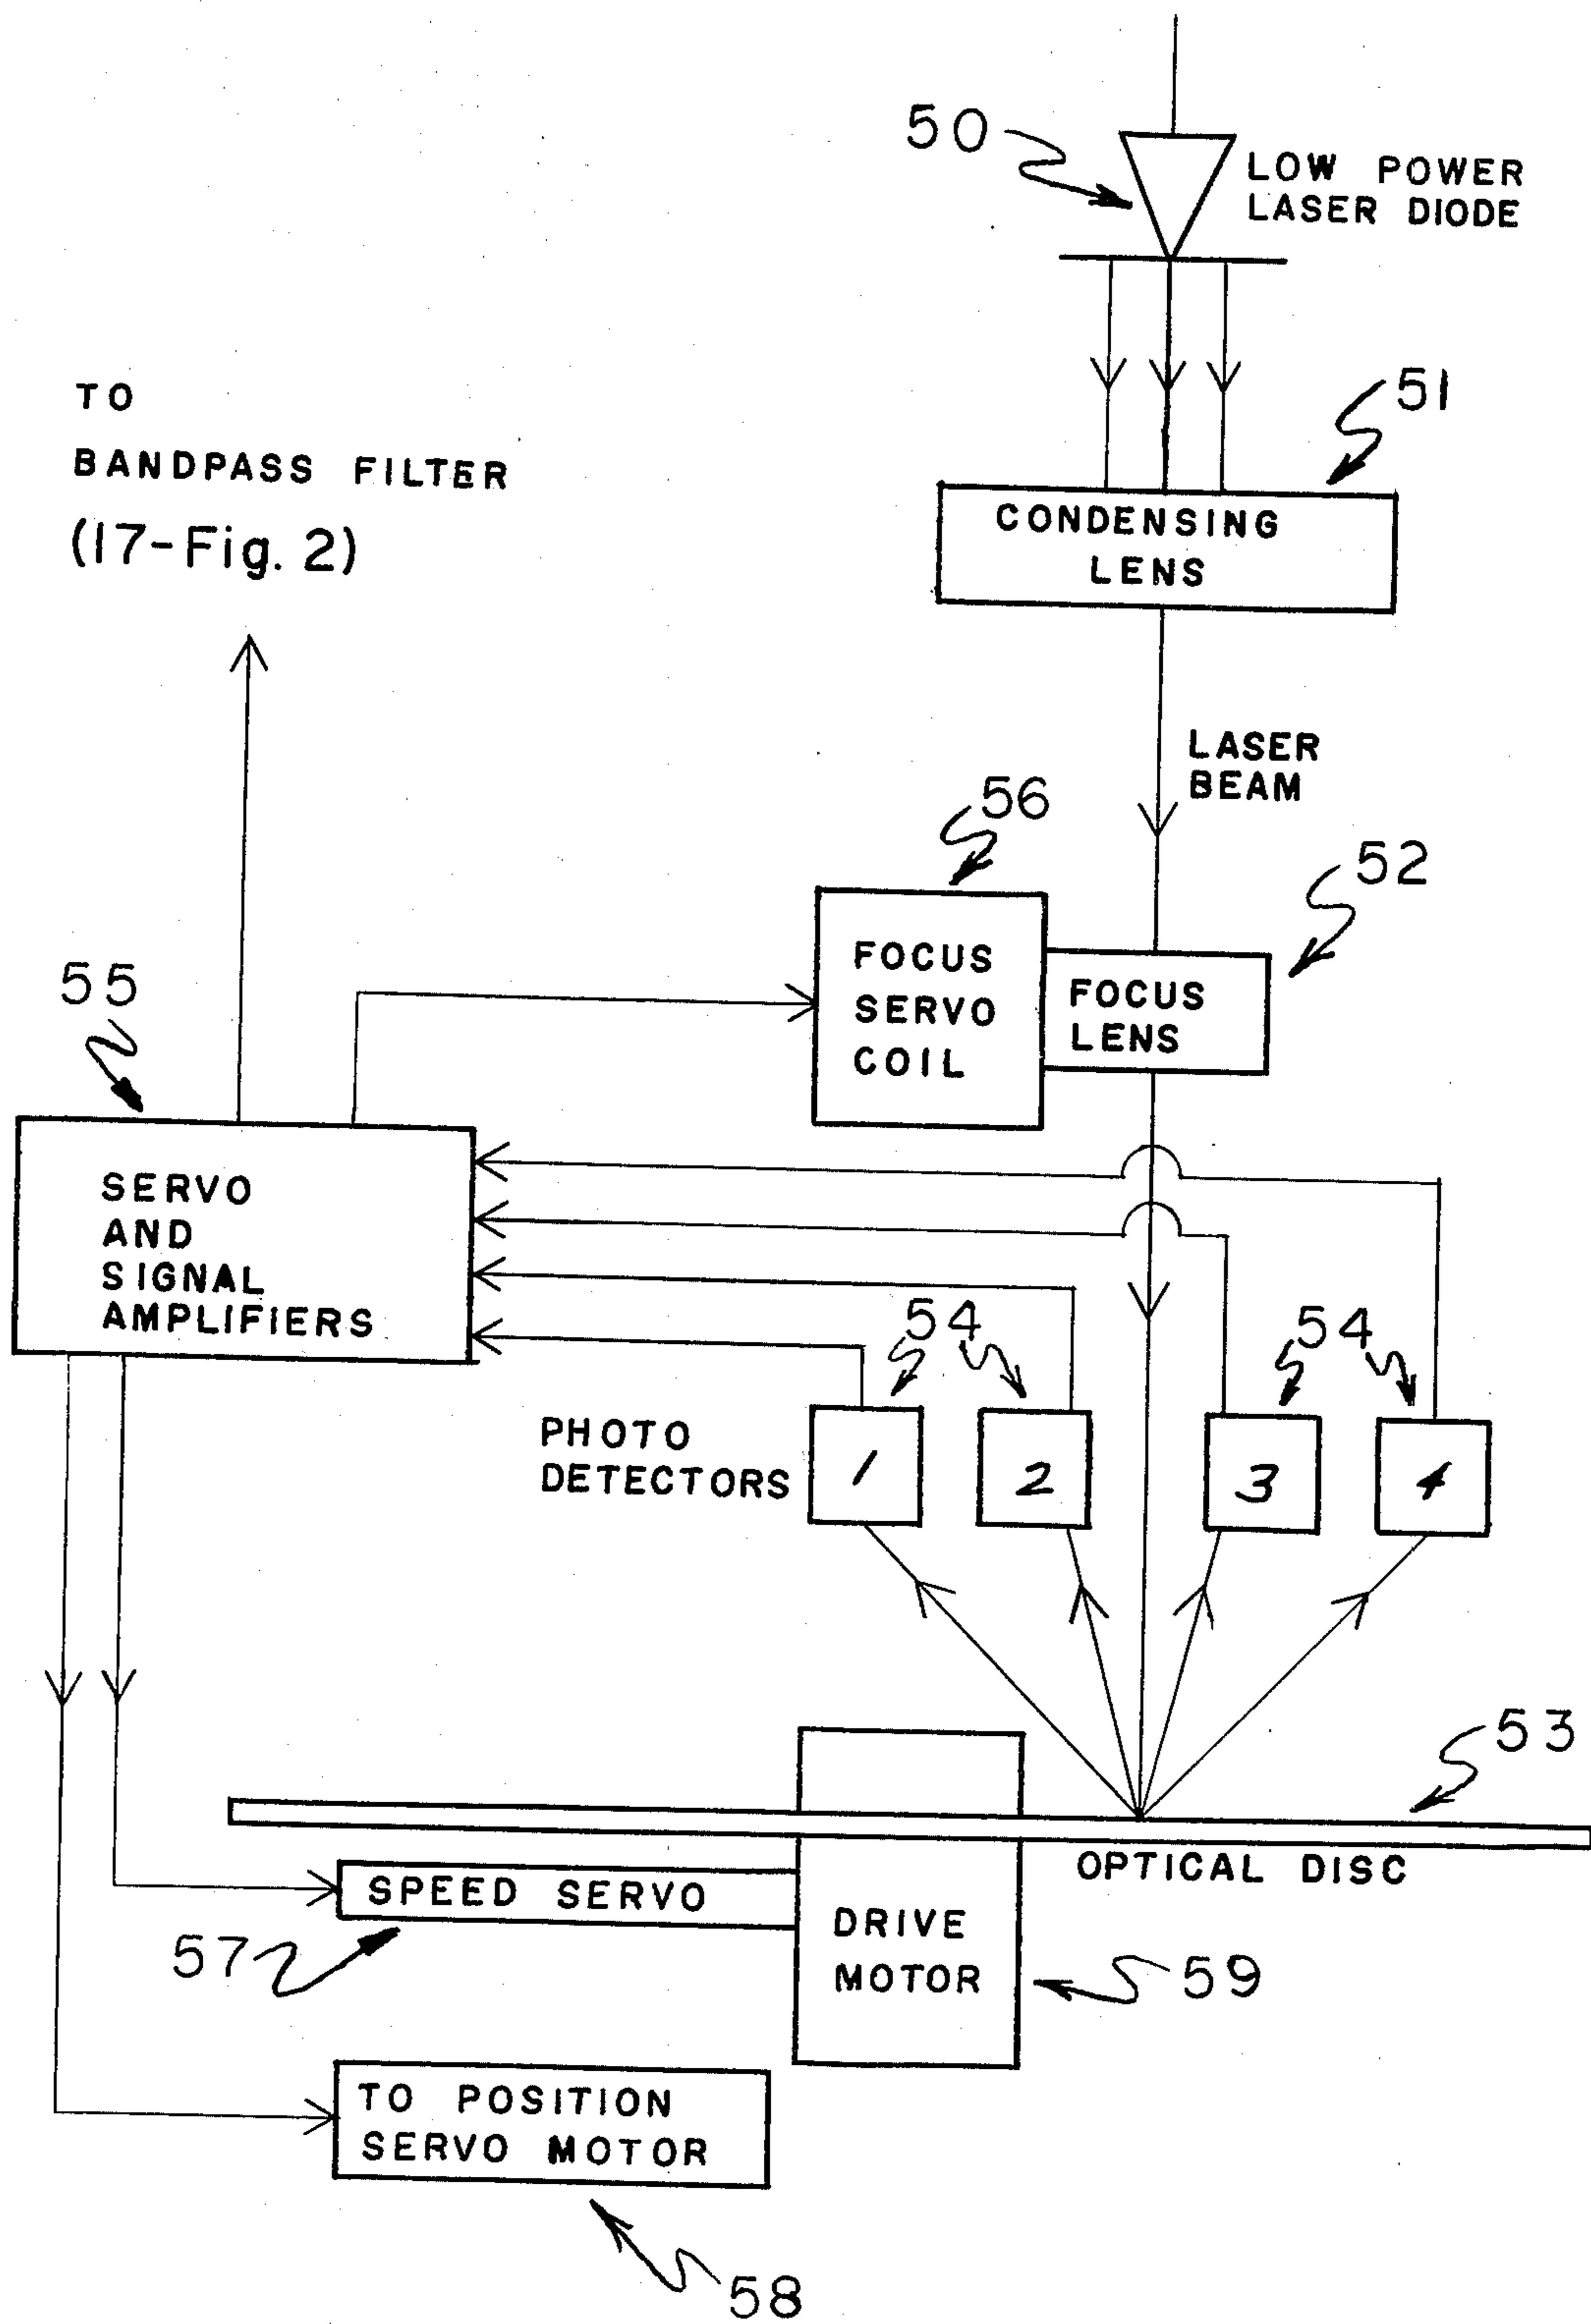 50
LOW POWER
LASER DIODE
TO
BANDPASS FILTER
(17-Fig. 2)
51
CONDENSING
LENS
LASER
BEAM
56
52
FOCUS
SERVO
COIL
FOCUS
LENS
55
SERVO
AND
SIGNAL
AMPLIFIERS
54
54
PHOTO
DETECTORS
1
2
3
4
53
OPTICAL DISC
SPEED SERVO
57
DRIVE
MOTOR
59
TO POSITION
SERVO MOTOR
58